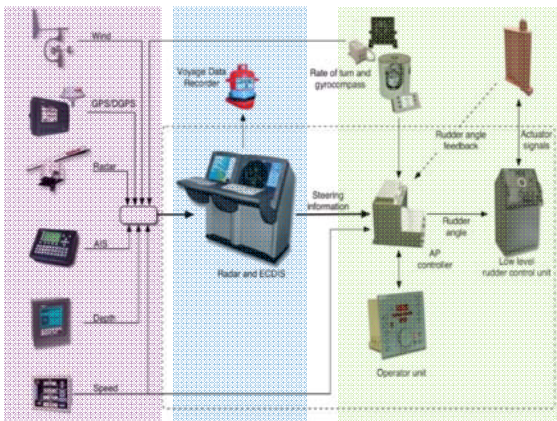 Wind
GPS/DGPS
Radar
AIS
Depth
Speed
Voyage Data
Recorder
Radar and ECDIS
Rate of turn and
gyrocompass
Rudder angle
feedback
Actuator
signals
Steering
information
AP
controller
Rudder
angle
Low level
rudder control unit
Operator unit